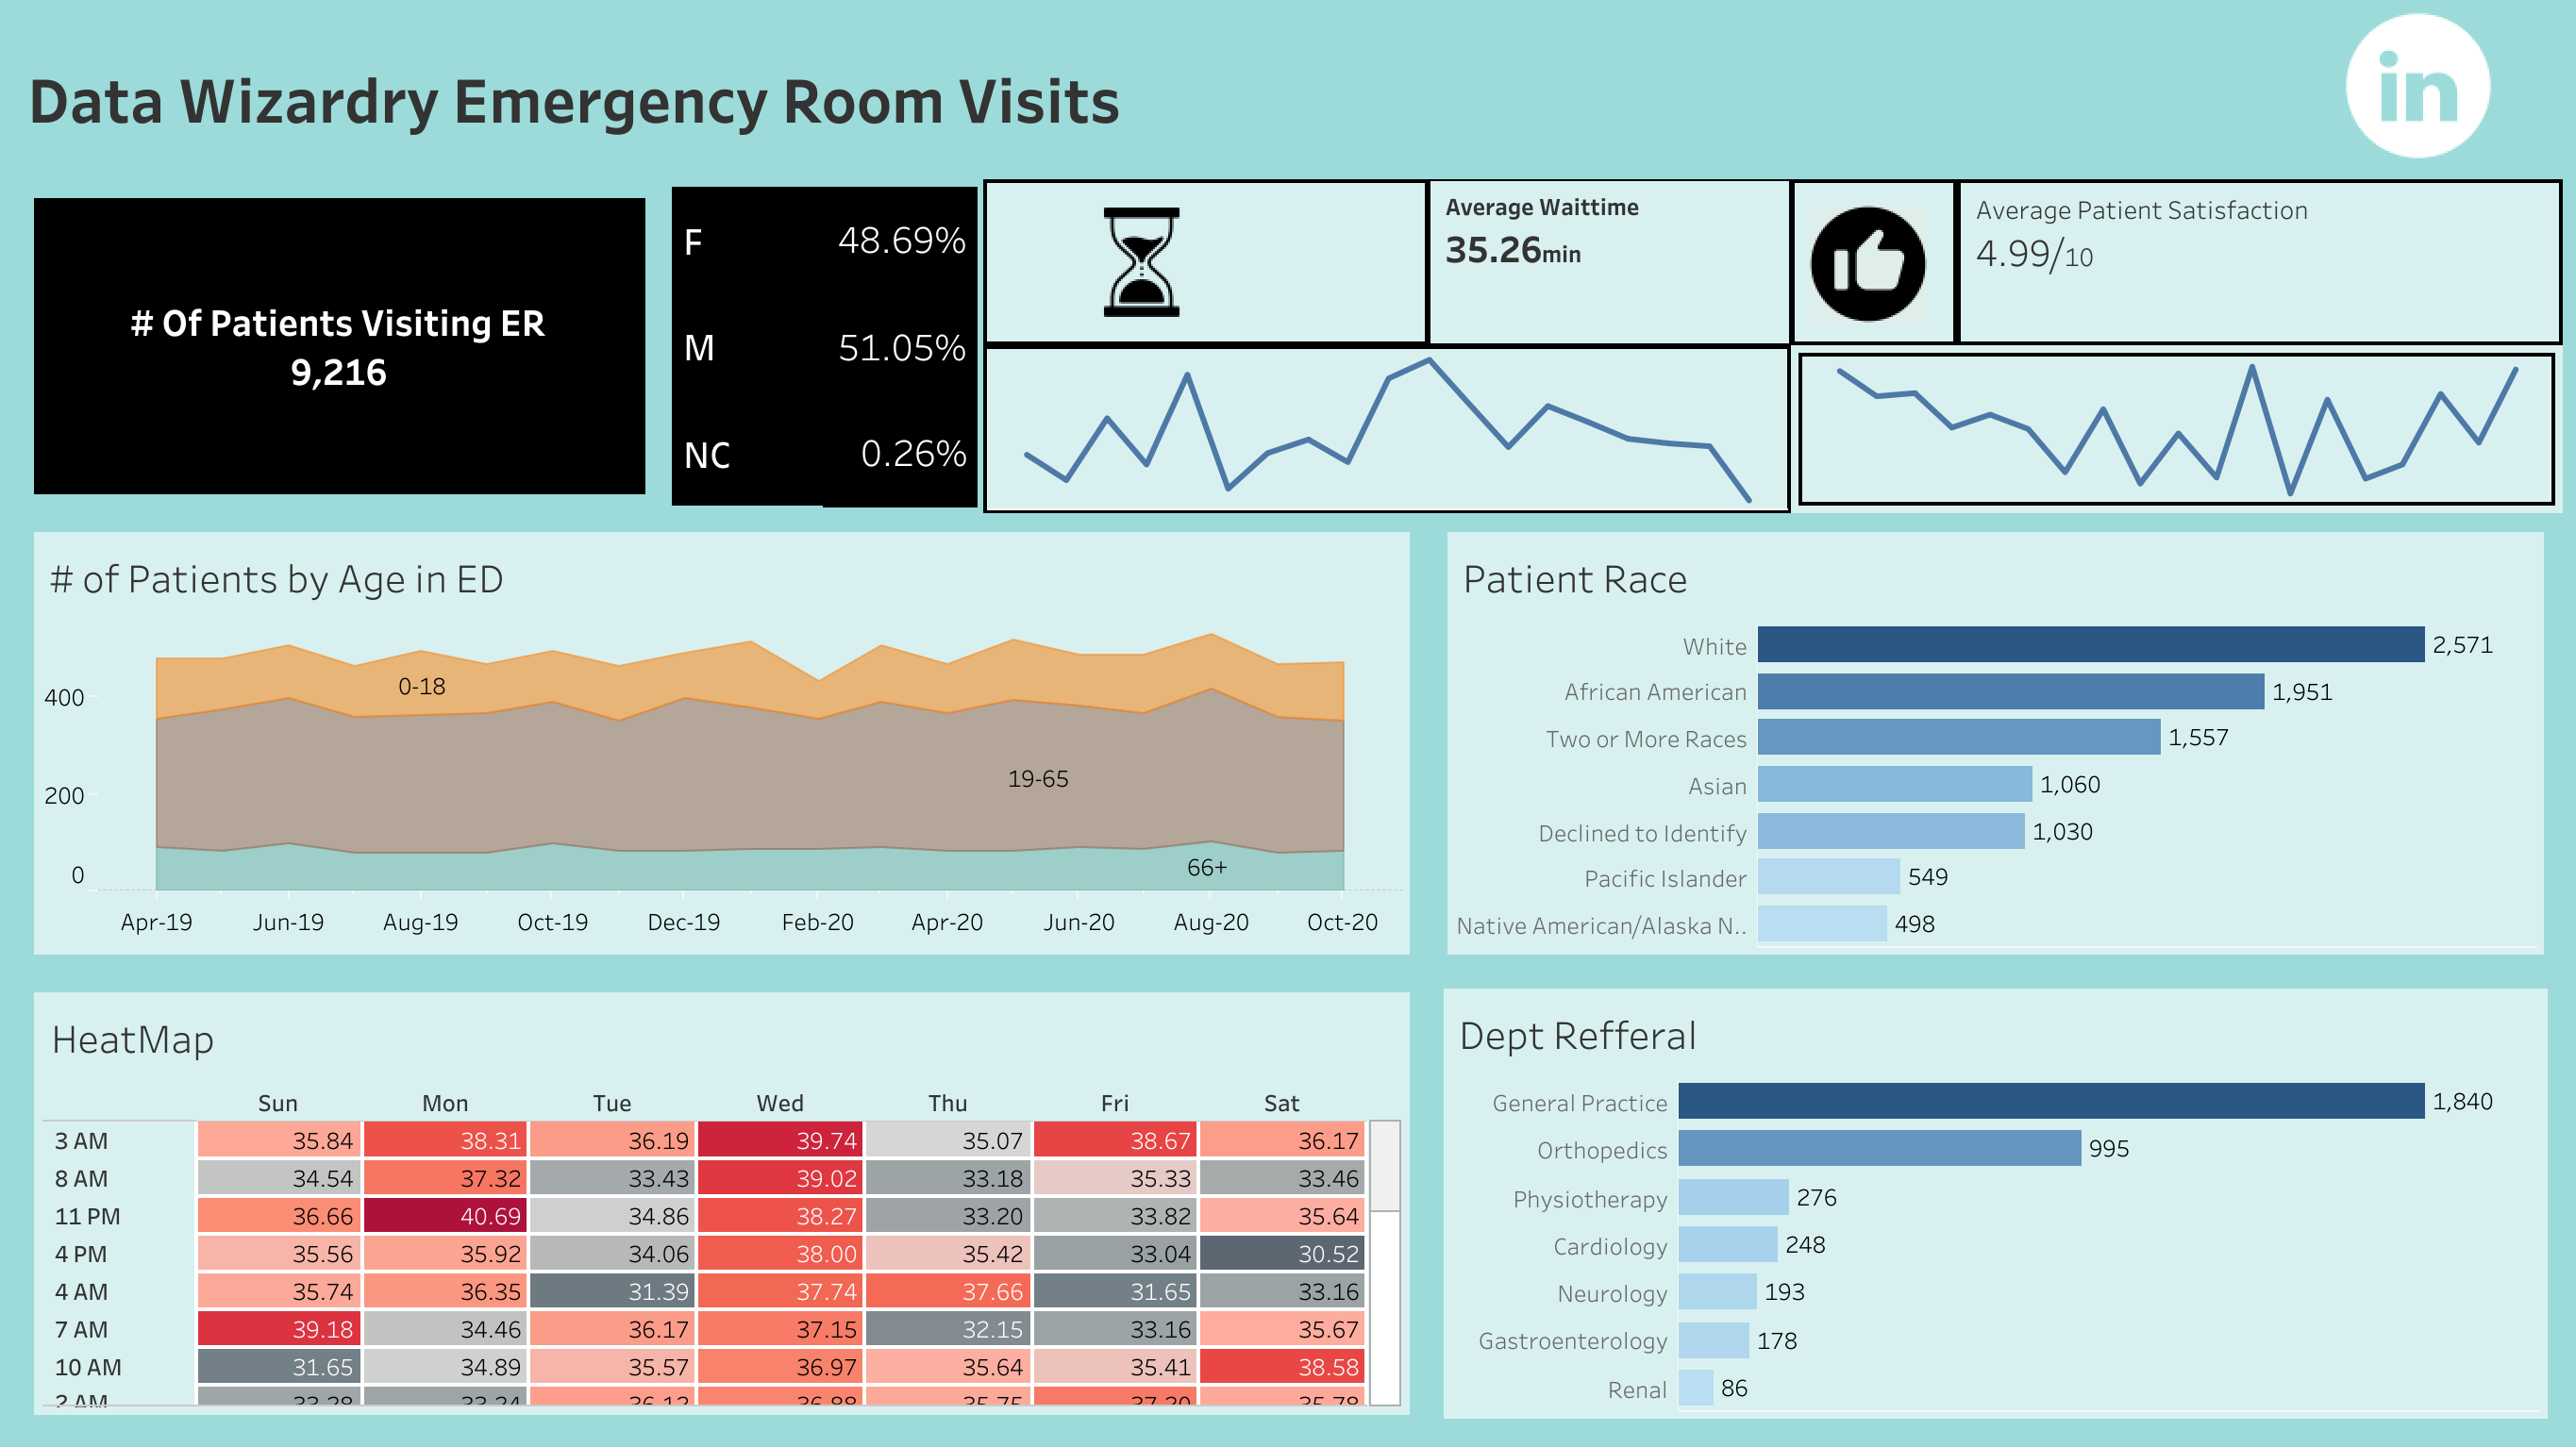 Data Wizardry Emergency Room Visits
in
# Of Patients Visiting ER
9,216
F 48.69%
M 51.05%
NC 0.26%
Average Waittime
35.26min
Average Patient Satisfaction
4.99/10
# of Patients by Age in ED
400
200
0
0-18
19-65
66+
Apr-19 Jun-19 Aug-19 Oct-19 Dec-19 Feb-20 Apr-20 Jun-20 Aug-20 Oct-20
Patient Race
White 2,571
African American 1,951
Two or More Races 1,557
Asian 1,060
Declined to Identify 1,030
Pacific Islander 549
Native American/Alaska N.. 498
HeatMap
Sun Mon Tue Wed Thu Fri Sat
3 AM 35.84 38.31 36.19 39.74 35.07 38.67 36.17
8 AM 34.54 37.32 33.43 39.02 33.18 35.33 33.46
11 PM 36.66 40.69 34.86 38.27 33.20 33.82 35.64
4 PM 35.56 35.92 34.06 38.00 35.42 33.04 30.52
4 AM 35.74 36.35 31.39 37.74 37.66 31.65 33.16
7 AM 39.18 34.46 36.17 37.15 32.15 33.16 35.67
10 AM 31.65 34.89 35.57 36.97 35.64 35.41 38.58
Dept Refferal
General Practice 1,840
Orthopedics 995
Physiotherapy 276
Cardiology 248
Neurology 193
Gastroenterology 178
Renal 86